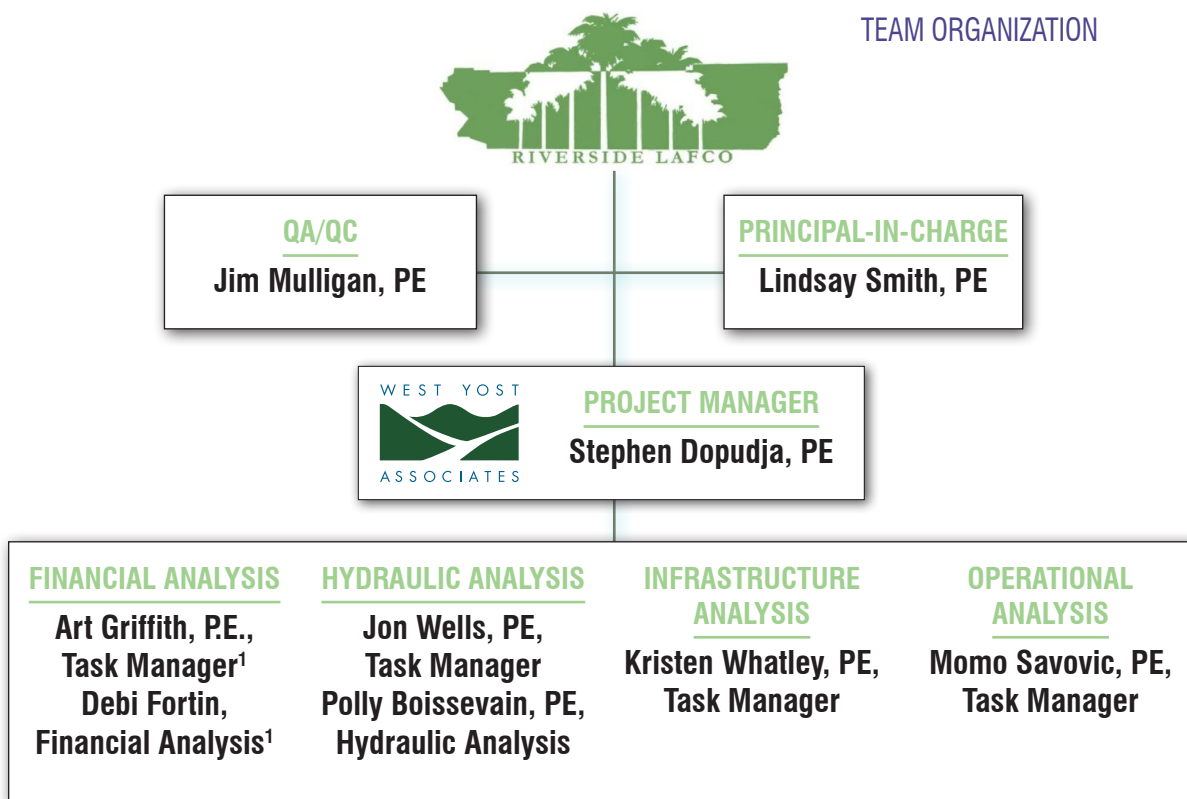 TEAM ORGANIZATION
RIVERSIDE LAFCO
QA/QC
Jim Mulligan, PE
PRINCIPAL-IN-CHARGE
Lindsay Smith, PE
WEST YOST
ASSOCIATES
PROJECT MANAGER
Stephen Dopudja, PE
FINANCIAL ANALYSIS
Art Griffith, P.E.,
Task Manager¹
Debi Fortin,
Financial Analysis¹
HYDRAULIC ANALYSIS
Jon Wells, PE,
Task Manager
Polly Boissevain, PE,
Hydraulic Analysis
INFRASTRUCTURE
ANALYSIS
Kristen Whatley, PE,
Task Manager
OPERATIONAL
ANALYSIS
Momo Savovic, PE,
Task Manager